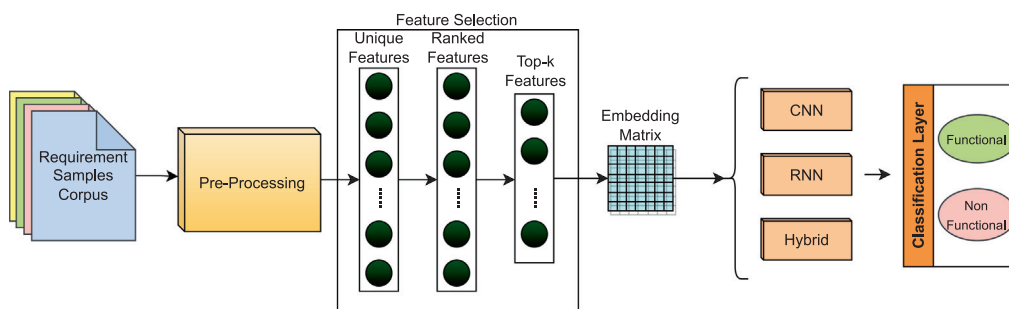 Feature Selection
Unique
Features
Ranked
Features
Top-k
Features
Requirement
Samples
Corpus
Pre-Processing
Embedding
Matrix
CNN
RNN
Hybrid
Classification Layer
Functional
Non
Functional